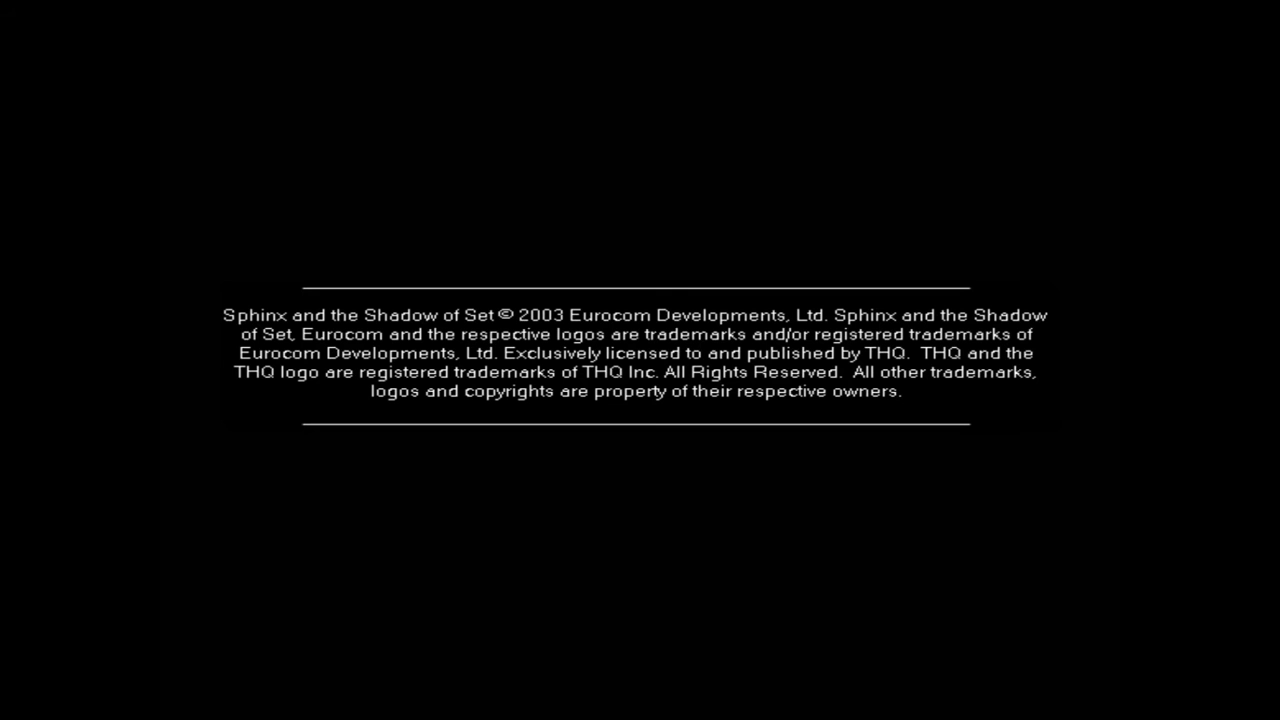 Sphinx and the Shadow of Set © 2003 Eurocom Developments, Ltd. Sphinx and the Shadow
of Set, Eurocom and the respective logos are trademarks and/or registered trademarks of
Eurocom Developments, Ltd. Exclusively licensed to and published by THQ.  THQ and the
THQ logo are registered trademarks of THQ Inc. All Rights Reserved.  All other trademarks,
logos and copyrights are property of their respective owners.